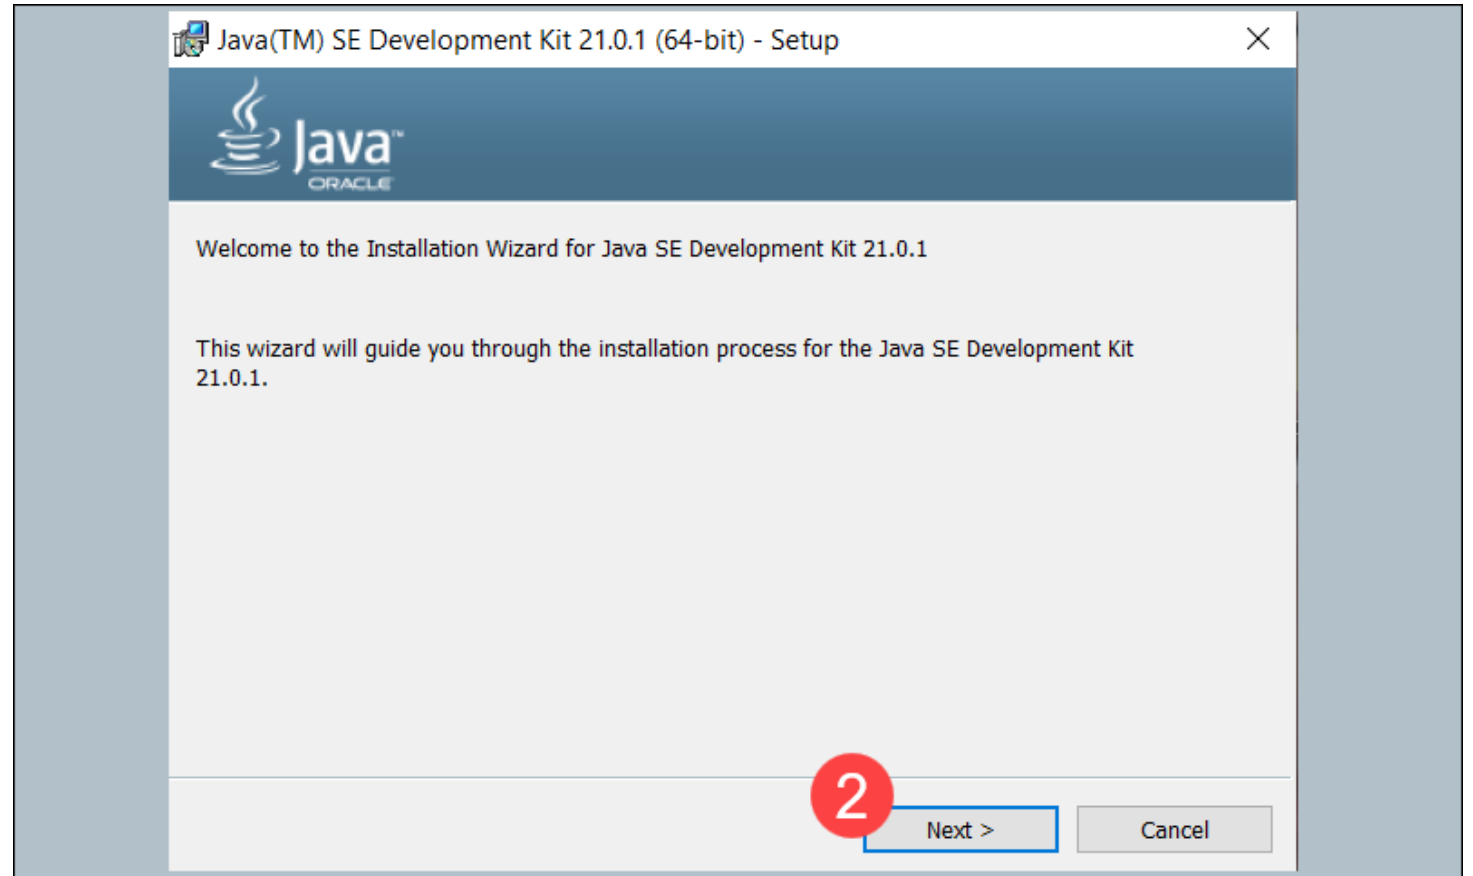 Java(TM) SE Development Kit 21.0.1 (64-bit) - Setup
Java™
ORACLE
Welcome to the Installation Wizard for Java SE Development Kit 21.0.1
This wizard will guide you through the installation process for the Java SE Development Kit
21.0.1.
2
Next >
Cancel